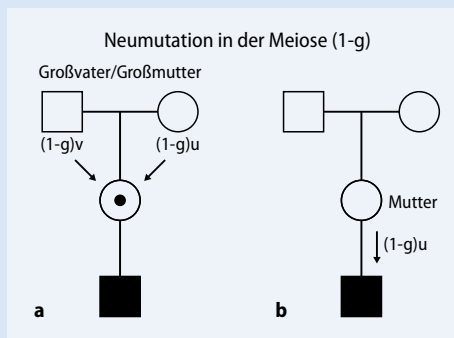 Neumutation in der Meiose (1-g)
Großvater/Großmutter
(1-g)v
(1-g)u
Mutter
(1-g)u
a
b